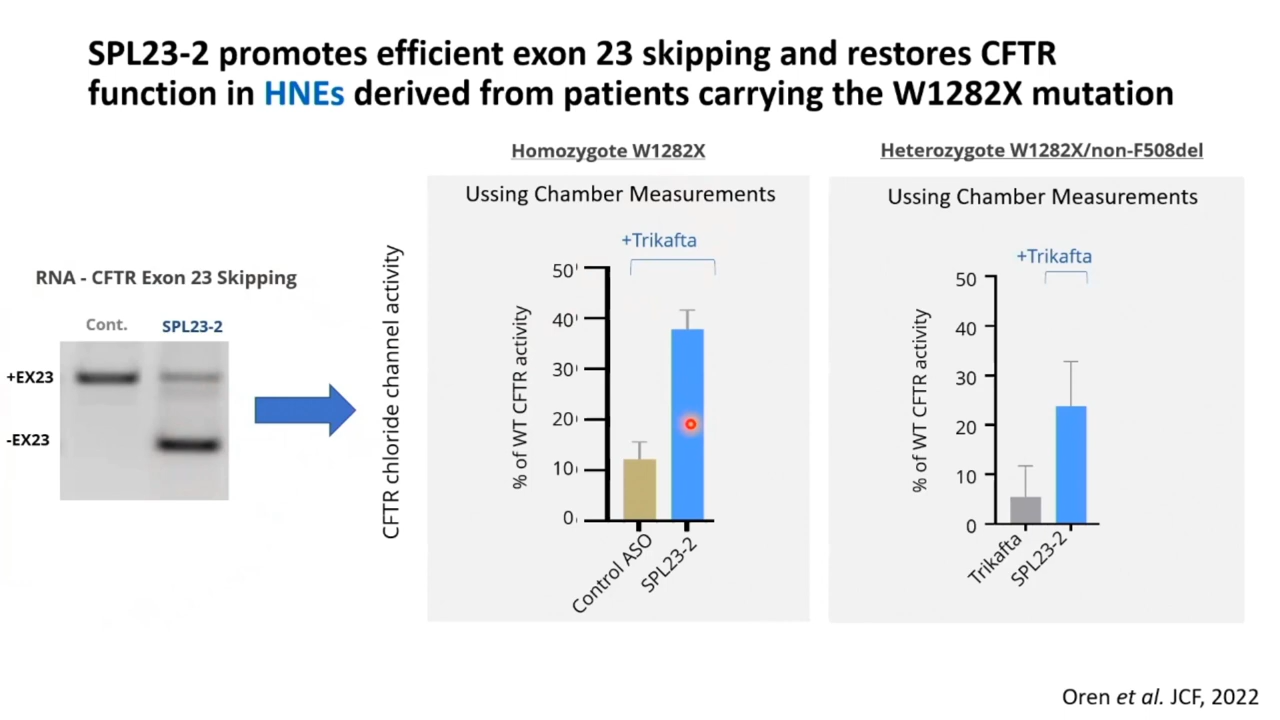 SPL23-2 promotes efficient exon 23 skipping and restores CFTR
function in HNEs derived from patients carrying the W1282X mutation
RNA - CFTR Exon 23 Skipping
Cont.
SPL23-2
+EX23
-EX23
CFTR chloride channel activity
Homozygote W1282X
Ussing Chamber Measurements
+Trikafta
% of WT CFTR activity
50
40
30
20
10
0
Control ASO
SPL23-2
Heterozygote W1282X/non-F508del
Ussing Chamber Measurements
+Trikafta
% of WT CFTR activity
50
40
30
20
10
0
Trikafta
SPL23-2
Oren et al. JCF, 2022